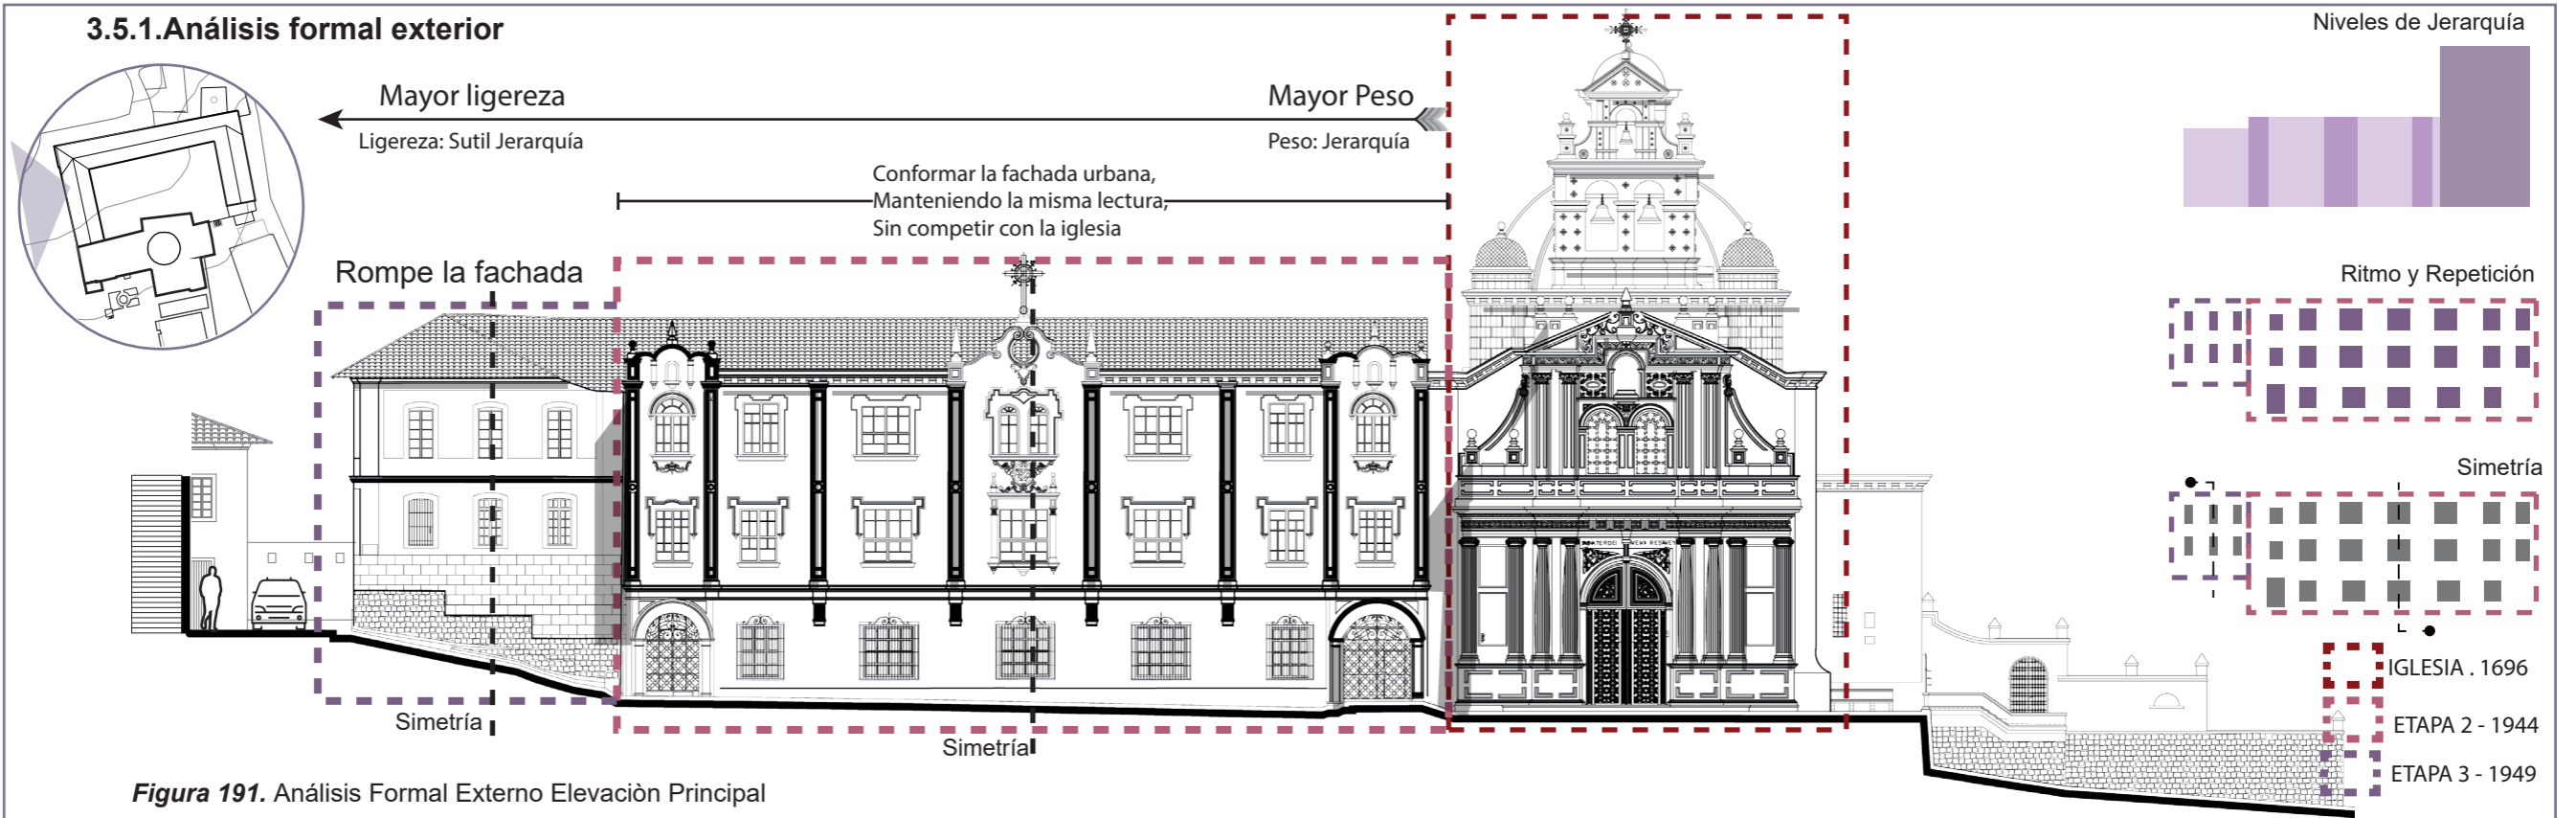 3.5.1.Análisis formal exterior
Niveles de Jerarquía
Mayor ligereza
Mayor Peso
Ligereza: Sutil Jerarquía
Peso: Jerarquía
Conformar la fachada urbana,
Manteniendo la misma lectura,
Sin competir con la iglesia
Rompe la fachada
Ritmo y Repetición
Simetría
IGLESIA . 1696
ETAPA 2 - 1944
ETAPA 3 - 1949
Simetría
Simetría
Figura 191. Análisis Formal Externo Elevaciòn Principal